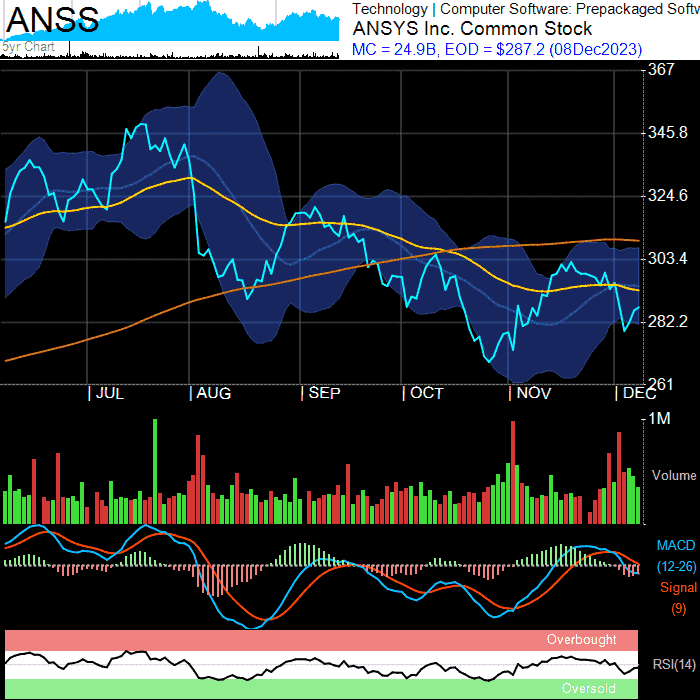 ANSS
5yr Chart
Technology | Computer Software: Prepackaged Softw
ANSYS Inc. Common Stock
MC = 24.9B, EOD = $287.2 (08Dec2023)
367
345.8
324.6
303.4
282.2
261
| JUL | AUG | SEP | OCT | NOV | DEC
1M
Volume
MACD
(12-26)
Signal
(9)
Overbought
RSI(14)
Oversold